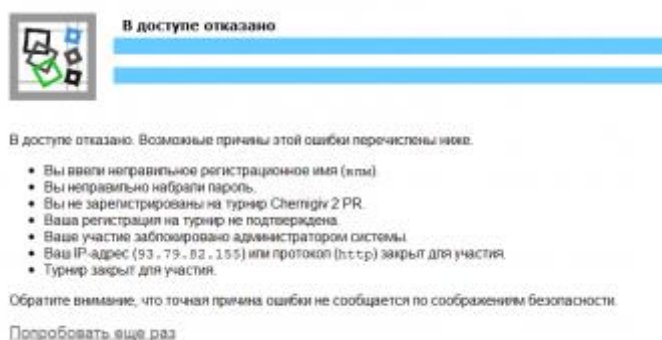 В доступе отказано
В доступе отказано. Возможные причины этой ошибки перечислены ниже.
Вы ввели неправильное регистрационное имя (влм).
Вы неправильно набрали пароль.
Вы не зарегистрированы на турнир Chernigiv 2 PR.
Ваша регистрация на турнир не подтверждена.
Ваше участие заблокировано администратором системы.
Ваш IP-адрес (93.79.82.155) или протокол (http) закрыт для участия.
Турнир закрыт для участия.
Обратите внимание, что точная причина ошибки не сообщается по соображениям безопасности.
Попробовать еще раз